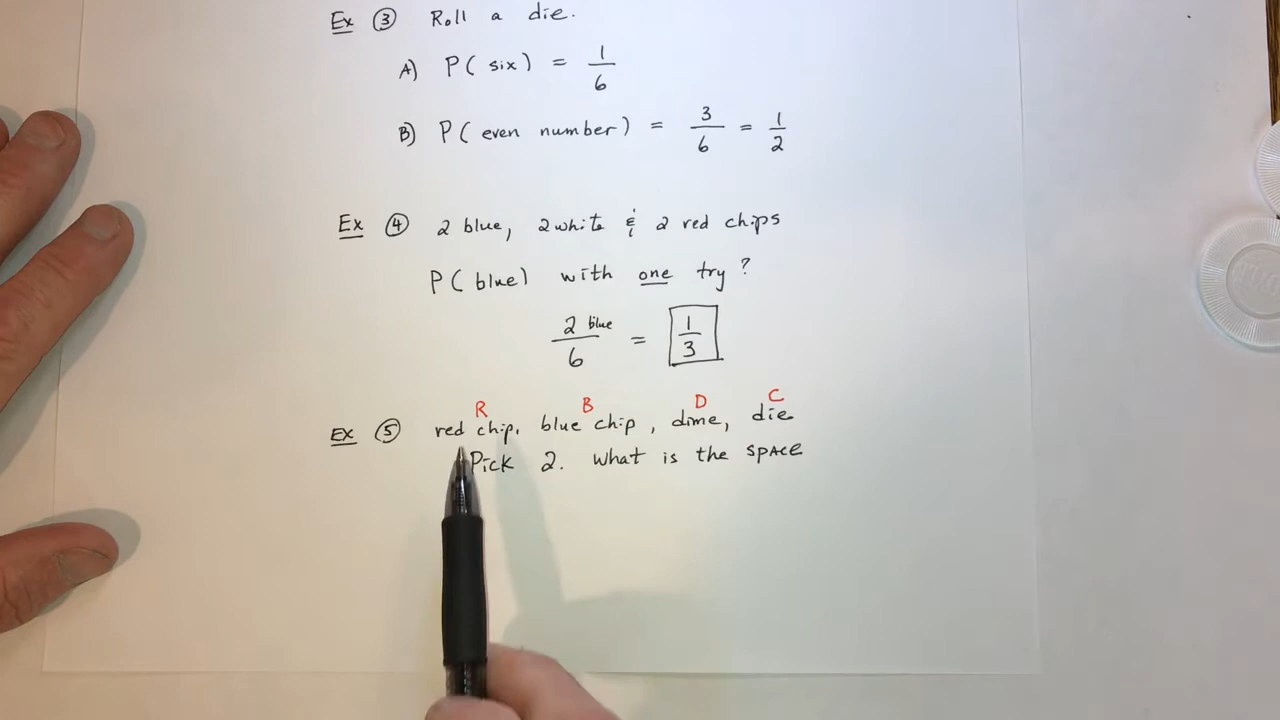 Ex ③ Roll a die.
A) P( six ) = 1/6
B) P( even number ) = 3/6 = 1/2
Ex ④ 2 blue, 2 white & 2 red chips
P( blue ) with one try ?
2 blue/6 = 1/3
R B D C
Ex ⑤ red chip, blue chip, dime, die
Pick 2. What is the space